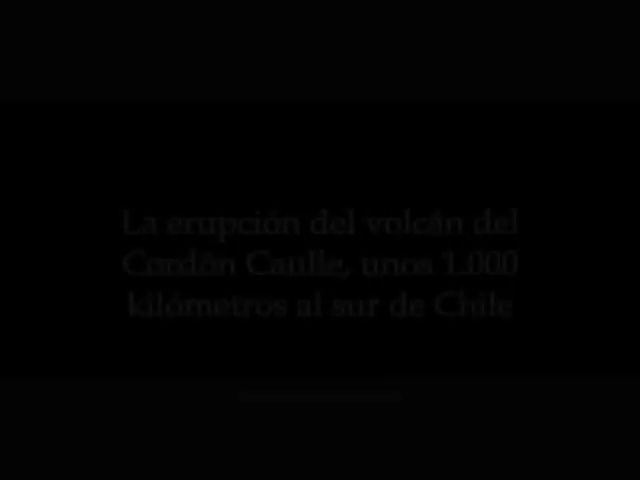 La erupción del volcán del
Cordón Caulle, unos 1.000
kilómetros al sur de Chile